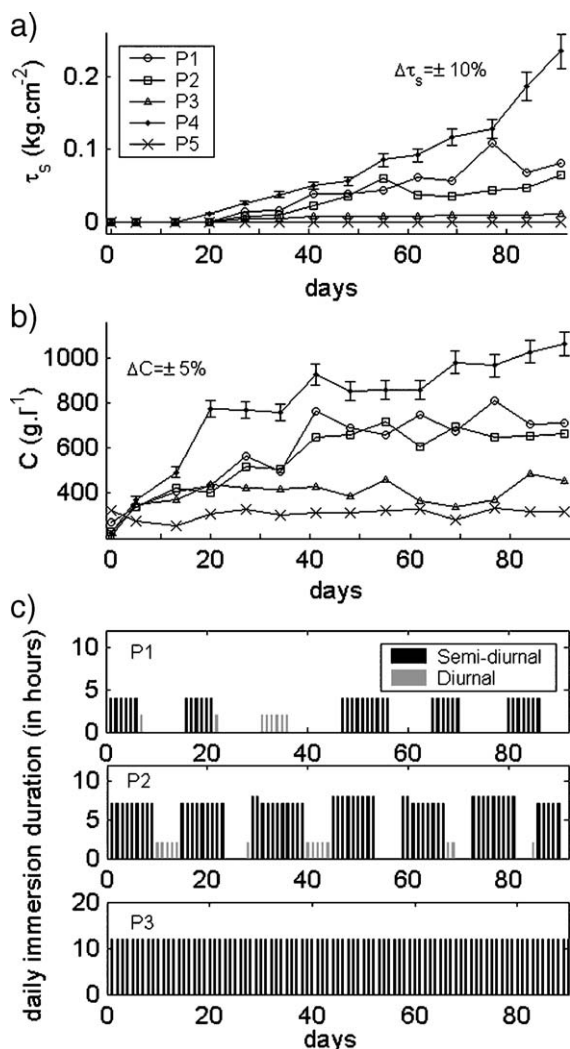 a)
0.2
0.1
0
τs (kg.cm-2)
P1
P2
P3
P4
P5
Δτs=± 10%
0 20 40 60 80
days
b)
1000
800
600
400
C (g.l1)
ΔC=± 5%
0 20 40 60 80
days
c)
daily immersion duration (in hours)
10
5
0
P1
Semi-diurnal
Diurnal
0 20 40 60 80
10
5
0
P2
0 20 40 60 80
20
10
0
P3
0 20 40 60 80
days